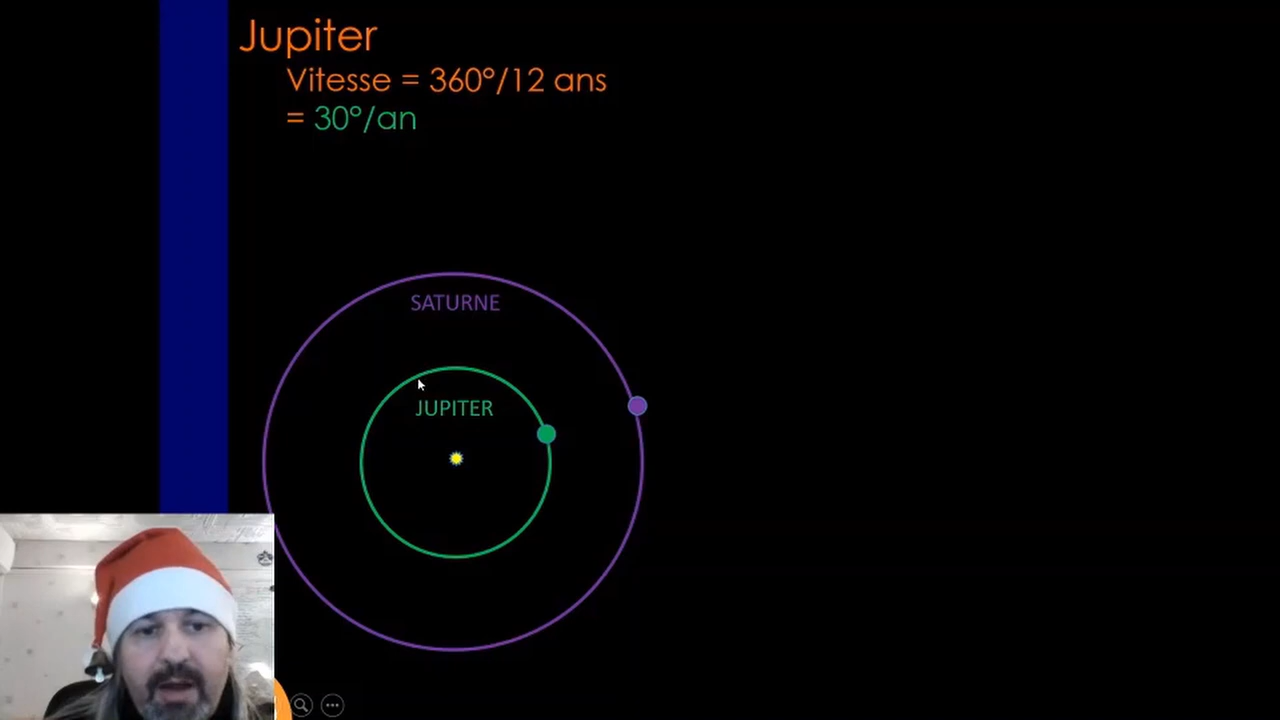 Jupiter
Vitesse = 360°/12 ans
= 30°/an
SATURNE
JUPITER